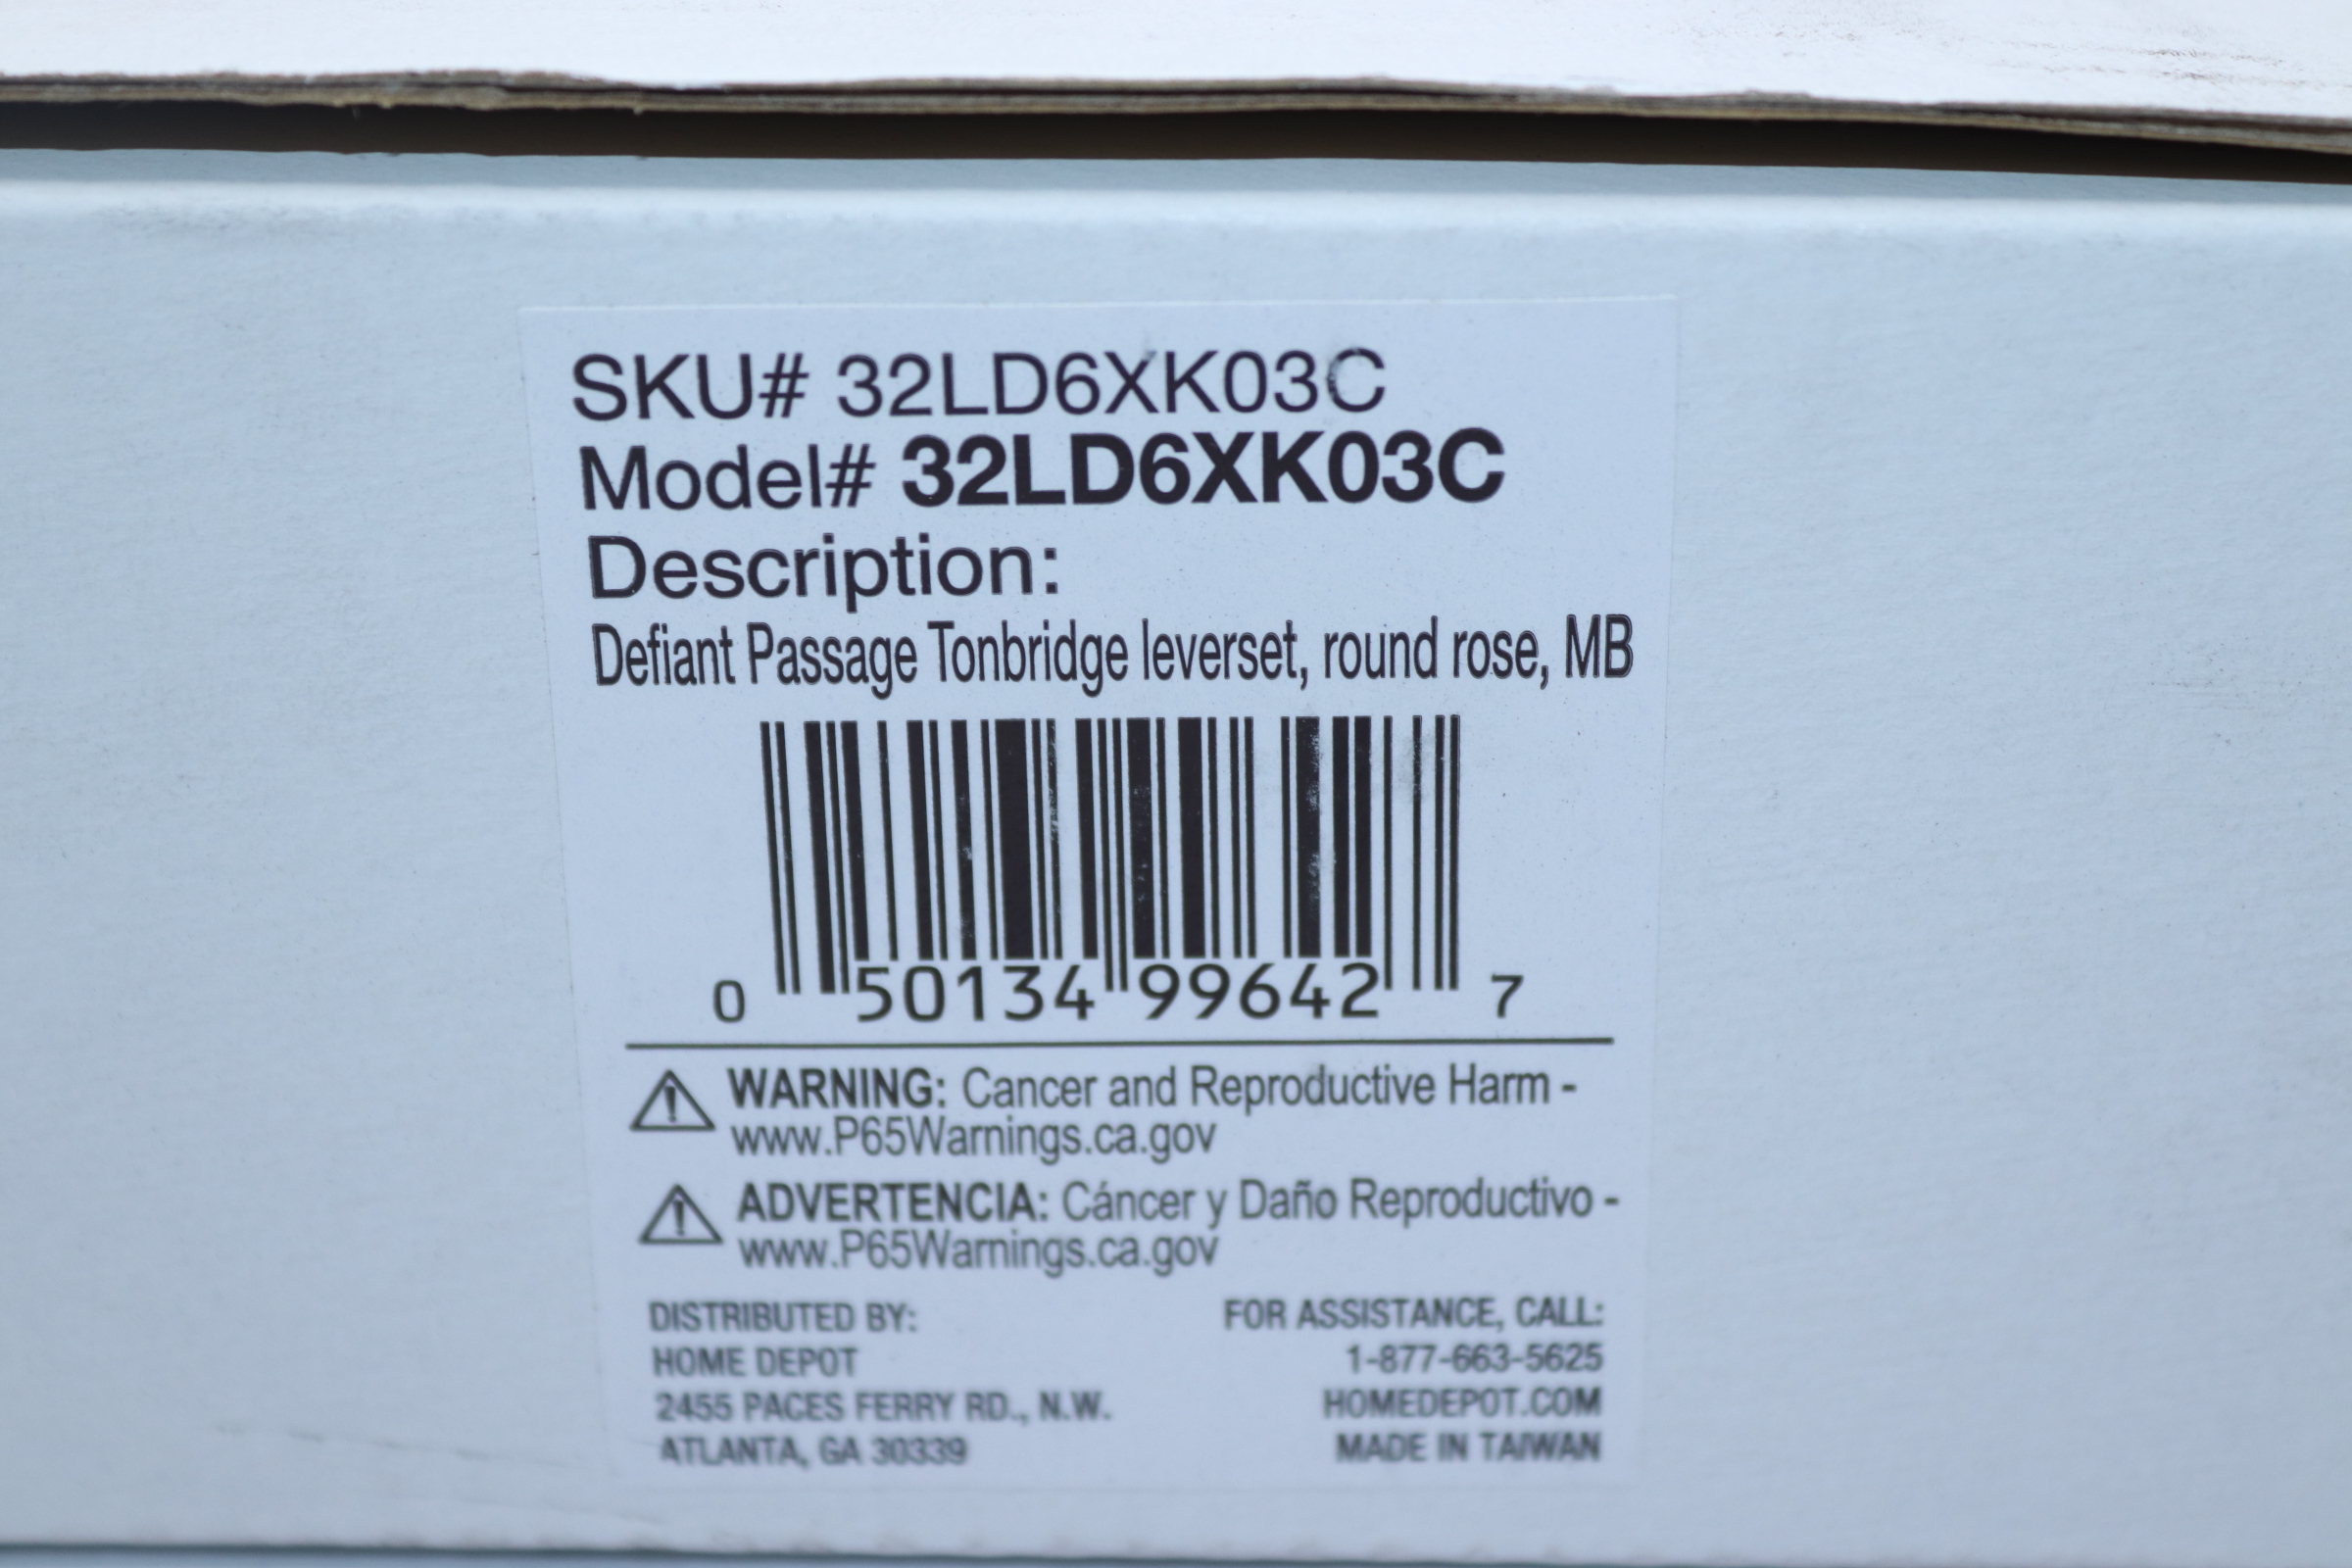 SKU# 32LD6XK03C
Model# 32LD6XK03C
Description:
Defiant Passage Tonbridge leverset, round rose, MB
0 50134 99642 7
WARNING: Cancer and Reproductive Harm -
www.P65Warnings.ca.gov
ADVERTENCIA: Cáncer y Daño Reproductivo -
www.P65Warnings.ca.gov
DISTRIBUTED BY:
HOME DEPOT
2455 PACES FERRY RD., N.W.
ATLANTA, GA 30339
FOR ASSISTANCE, CALL:
1-877-663-5625
HOMEDEPOT.COM
MADE IN TAIWAN